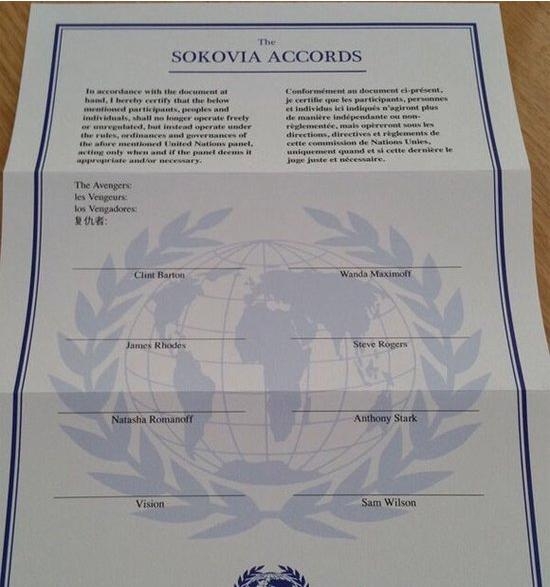 The
SOKOVIA ACCORDS
In accordance with the document at
hand, I hereby certify that the below
mentioned participants, peoples and
individuals, shall no longer operate freely
or unregulated, but instead operate under
the rules, ordinances and governances of
the afore mentioned United Nations panel,
acting only when and if the panel deems it
appropriate and/or necessary.
Conformément au document ci-présent,
je certifie que les participants, personnes
et individus ici indiqués n'agiront plus
de manière indépendante ou non-
règlementée, mais opèreront sous les
directions, directives et règlements de
cette commission de Nations Unies,
uniquement quand et si cette dernière le
juge juste et nécessaire.
The Avengers:
les Vengeurs:
los Vengadores:
复仇者:
Clint Barton
Wanda Maximoff
James Rhodes
Steve Rogers
Natasha Romanoff
Anthony Stark
Vision
Sam Wilson